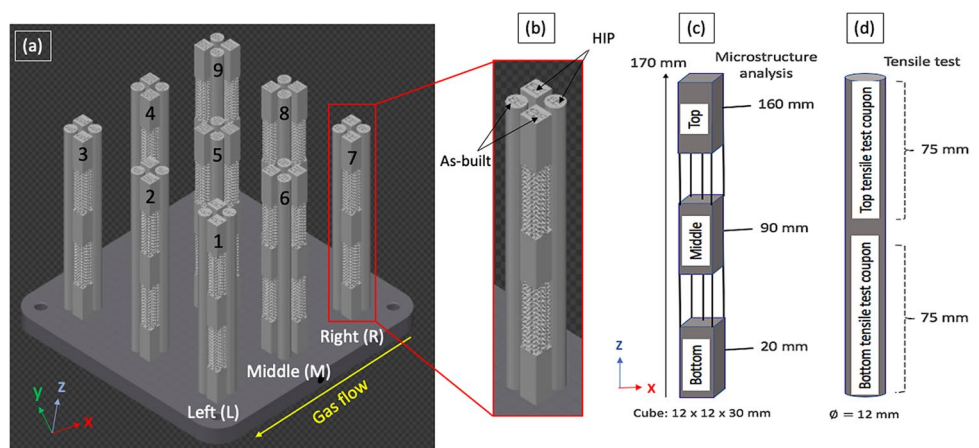 (a)
9
4
8
3
5
7
2
6
1
Right (R)
Middle (M)
Left (L)
Gas flow
y
z
x
(b)
HIP
As-built
z
x
(c)
Microstructure
analysis
170 mm
Top
160 mm
Middle
90 mm
Bottom
20 mm
Cube: 12 x 12 x 30 mm
(d)
Tensile test
Top tensile test coupon
75 mm
Bottom tensile test coupon
75 mm
Ø = 12 mm